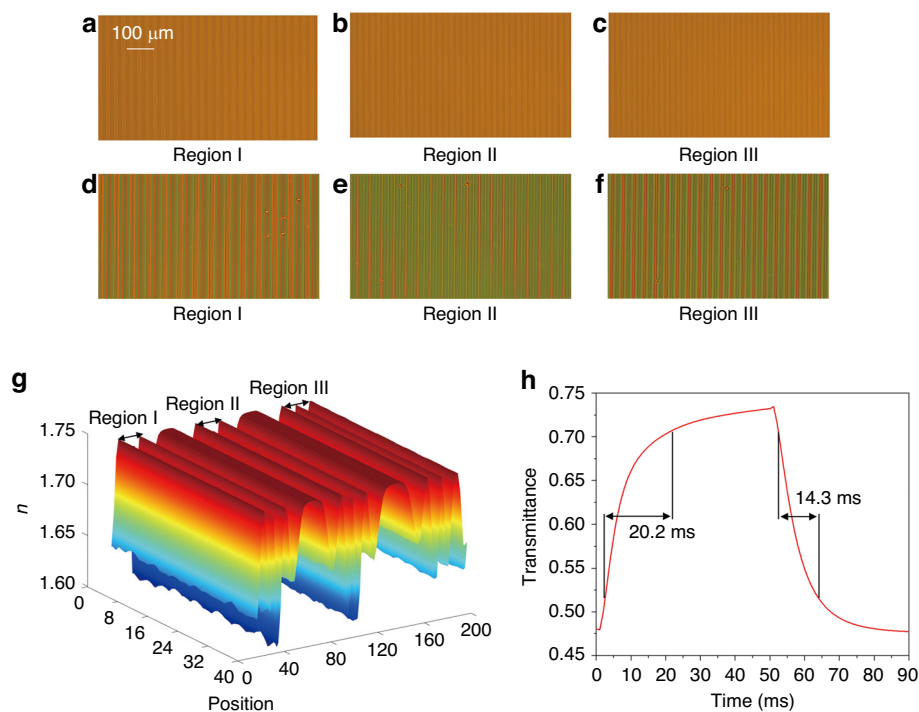 a
100 μm
b
c
Region I
Region II
Region III
d
e
f
Region I
Region II
Region III
g
Region I
Region II
Region III
1.75
1.70
1.65
1.60
n
0
8
16
24
32
40
0
40
80
120
160
200
Position
h
0.75
0.70
0.65
0.60
0.55
0.50
0.45
Transmittance
20.2 ms
14.3 ms
0 10 20 30 40 50 60 70 80 90
Time (ms)